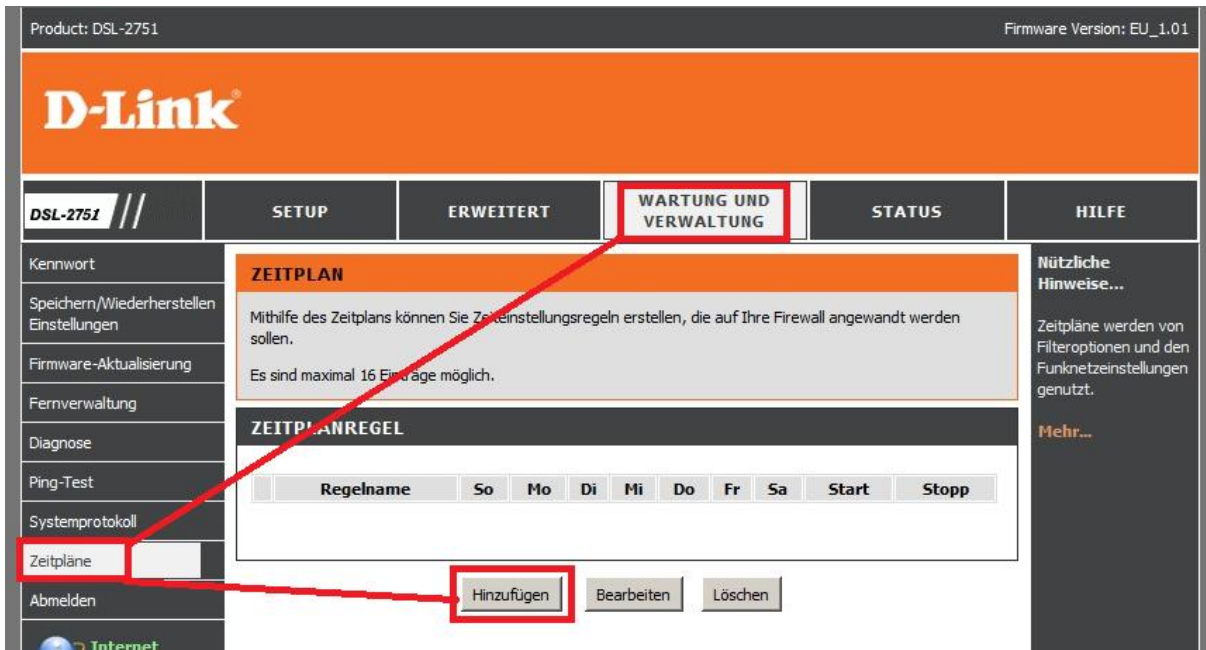 Product: DSL-2751
Firmware Version: EU_1.01
D-Link
DSL-2751
SETUP
ERWEITERT
WARTUNG UND
VERWALTUNG
STATUS
HILFE
Kennwort
Speichern/Wiederherstellen
Einstellungen
Firmware-Aktualisierung
Fernverwaltung
Diagnose
Ping-Test
Systemprotokoll
Zeitpläne
Abmelden
Internet
ZEITPLAN
Mithilfe des Zeitplans können Sie Zeiteinstellungsregeln erstellen, die auf Ihre Firewall angewandt werden
sollen.
Es sind maximal 16 Einträge möglich.
ZEITPLANREGEL
Regelname So Mo Di Mi Do Fr Sa Start Stopp
Hinzufügen Bearbeiten Löschen
Nützliche
Hinweise...
Zeitpläne werden von
Filteroptionen und den
Funknetzeinstellungen
genutzt.
Mehr...